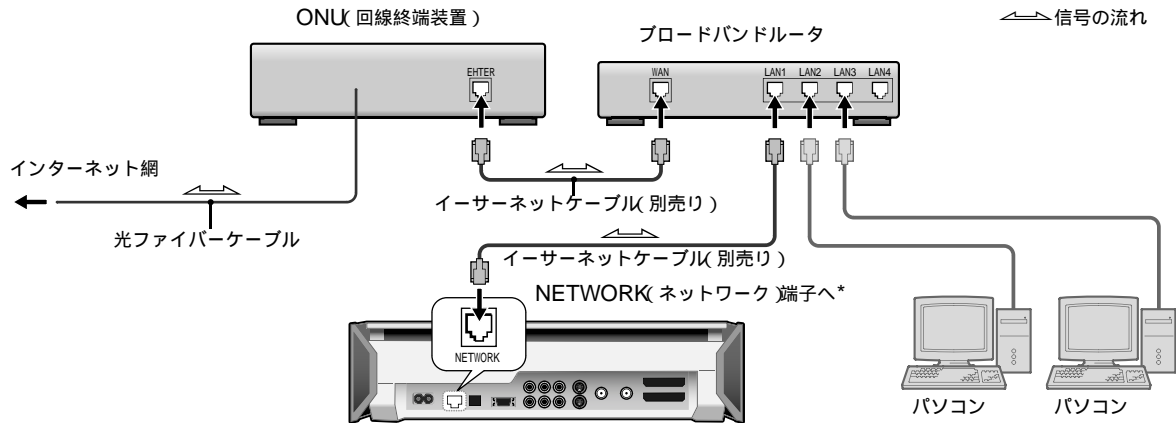 ONU(回線終端装置)
信号の流れ
ブロードバンドルータ
EHTER
WAN
LAN1 LAN2 LAN3 LAN4
インターネット網
イーサーネットケーブル(別売り)
光ファイバーケーブル
イーサーネットケーブル(別売り)
NETWORK(ネットワーク)端子へ*
NETWORK
パソコン
パソコン